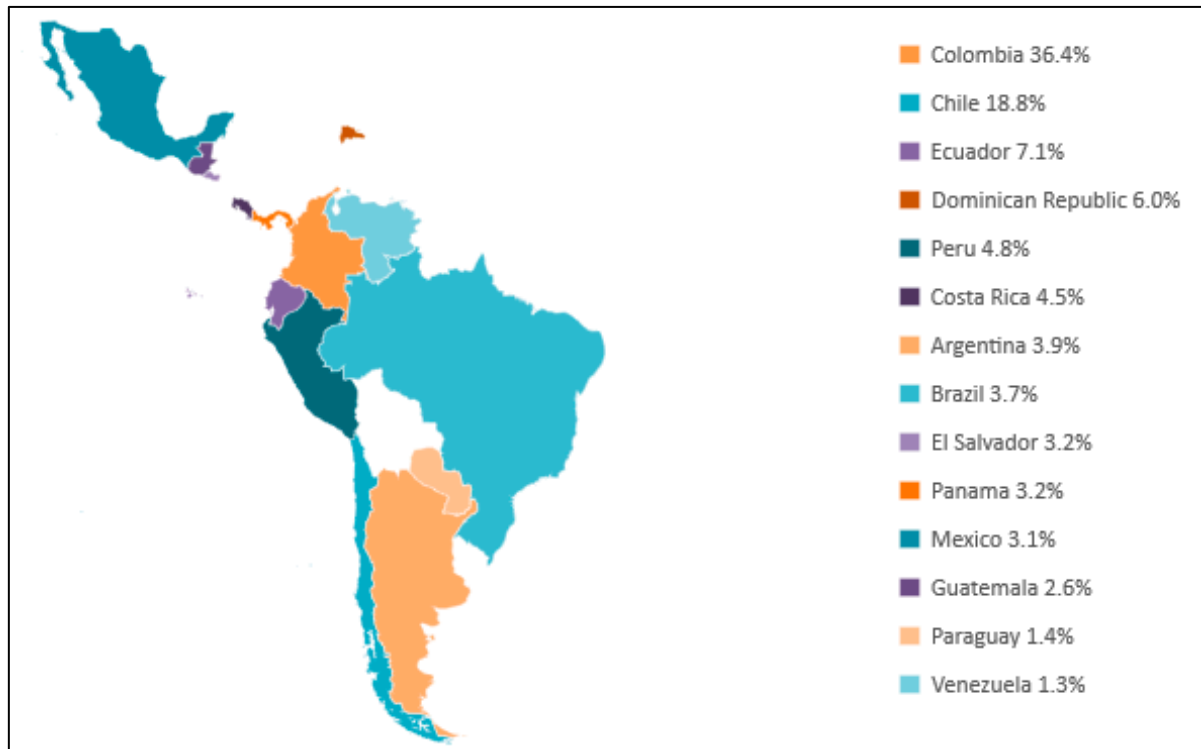 Colombia 36.4%
Chile 18.8%
Ecuador 7.1%
Dominican Republic 6.0%
Peru 4.8%
Costa Rica 4.5%
Argentina 3.9%
Brazil 3.7%
El Salvador 3.2%
Panama 3.2%
Mexico 3.1%
Guatemala 2.6%
Paraguay 1.4%
Venezuela 1.3%